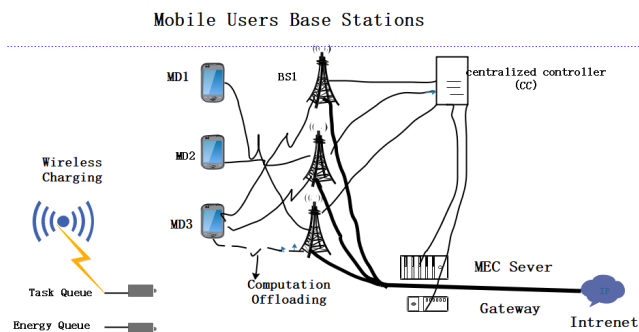 Mobile Users Base Stations
MD1
BS1
centralized controller
(CC)
MD2
Wireless
Charging
MD3
Task Queue
Computation
Offloading
MEC Sever
Gateway
IP
Intrenet
Energy Queue